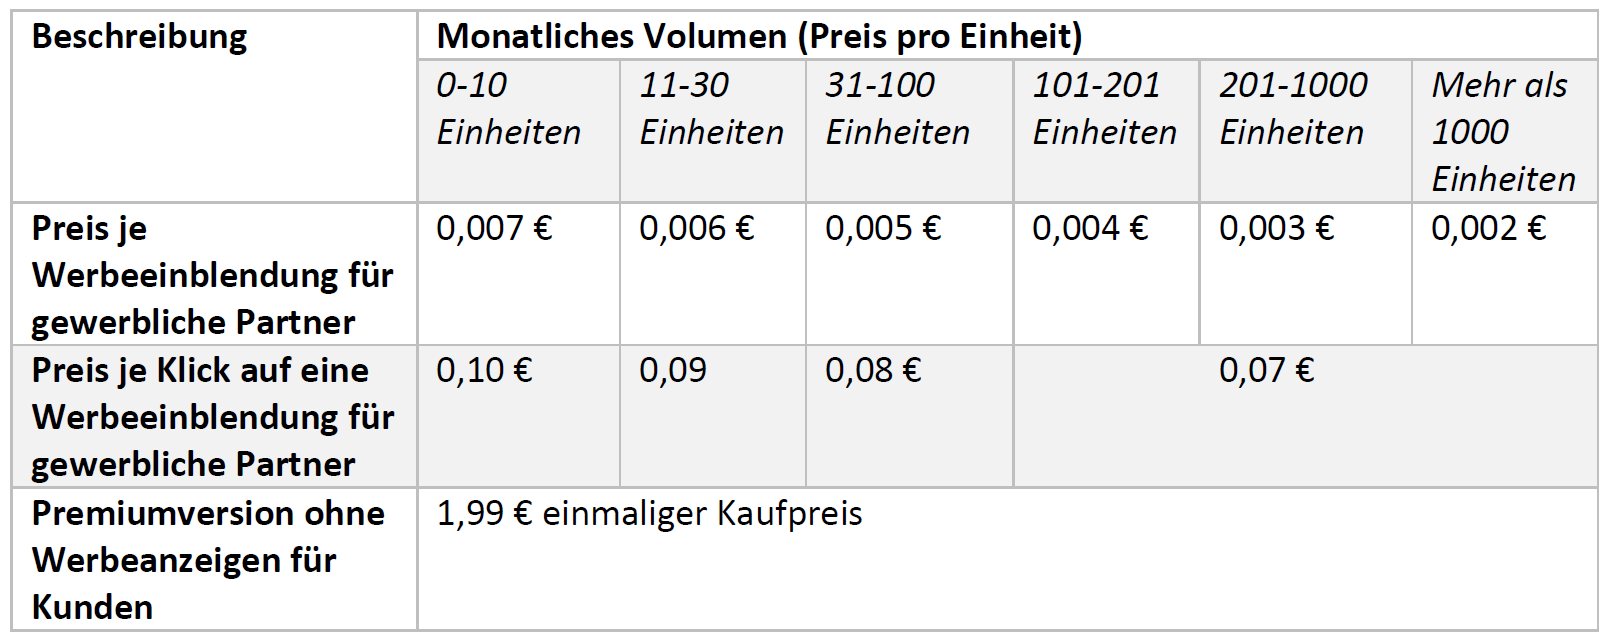 Beschreibung
Monatliches Volumen (Preis pro Einheit)
0-10
Einheiten
11-30
Einheiten
31-100
Einheiten
101-201
Einheiten
201-1000
Einheiten
Mehr als
1000
Einheiten
Preis je
Werbeeinblendung für
gewerbliche Partner
0,007 €
0,006 €
0,005 €
0,004 €
0,003 €
0,002 €
Preis je Klick auf eine
Werbeeinblendung für
gewerbliche Partner
0,10 €
0,09
0,08 €
0,07 €
Premiumversion ohne
Werbeanzeigen für
Kunden
1,99 € einmaliger Kaufpreis